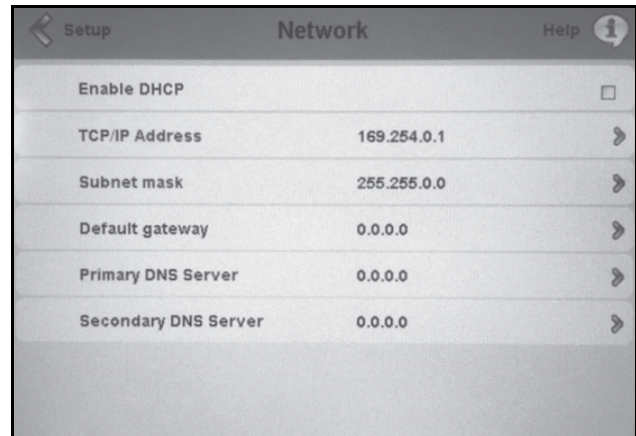 Setup Network Help
Enable DHCP
TCP/IP Address 169.254.0.1
Subnet mask 255.255.0.0
Default gateway 0.0.0.0
Primary DNS Server 0.0.0.0
Secondary DNS Server 0.0.0.0